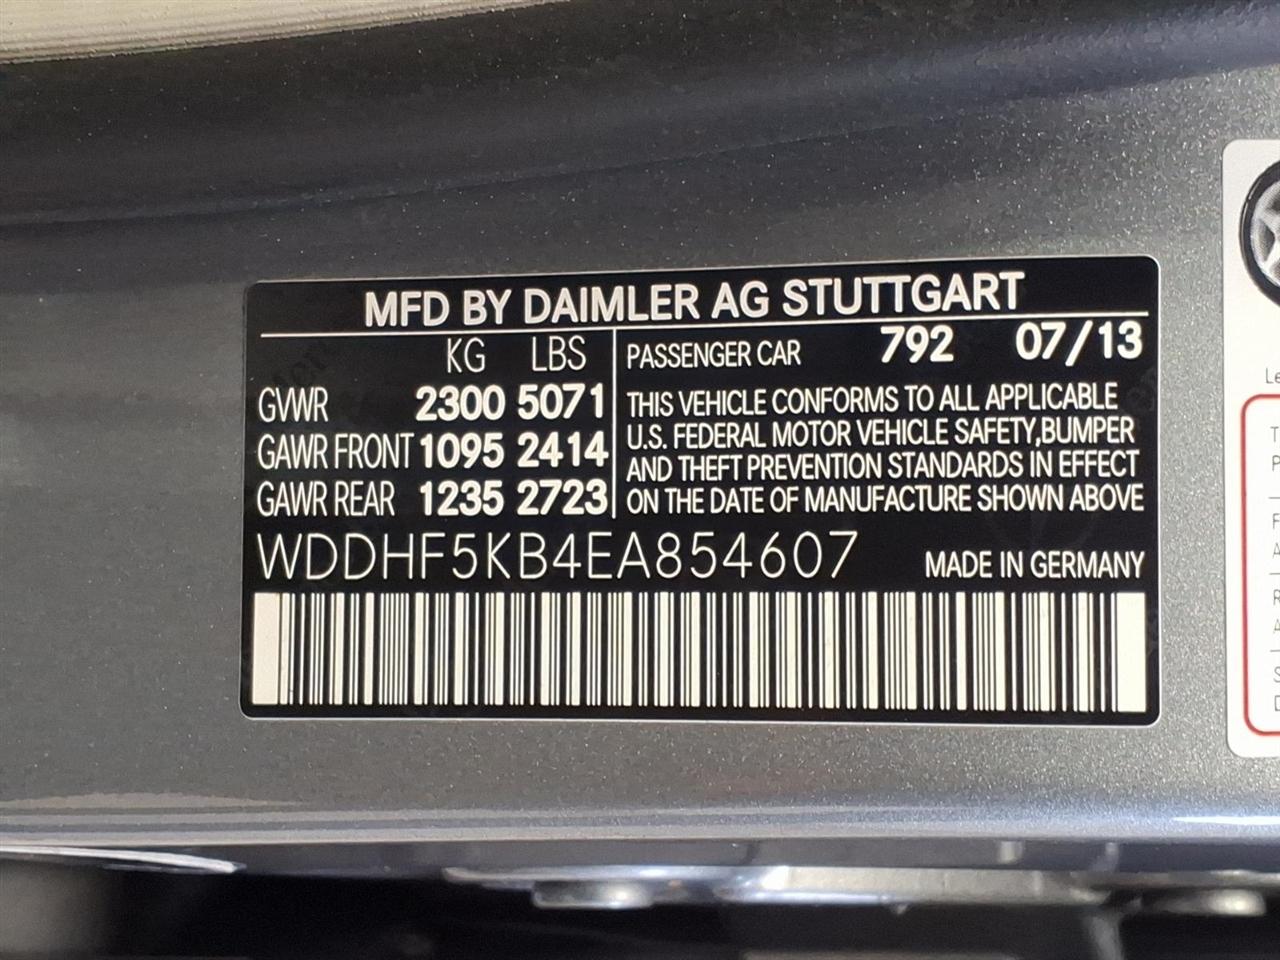 MFD BY DAIMLER AG STUTTGART
KG LBS
GVWR 2300 5071
GAWR FRONT 1095 2414
GAWR REAR 1235 2723
PASSENGER CAR 792 07/13
THIS VEHICLE CONFORMS TO ALL APPLICABLE
U.S. FEDERAL MOTOR VEHICLE SAFETY,BUMPER
AND THEFT PREVENTION STANDARDS IN EFFECT
ON THE DATE OF MANUFACTURE SHOWN ABOVE
WDDHF5KB4EA854607 MADE IN GERMANY